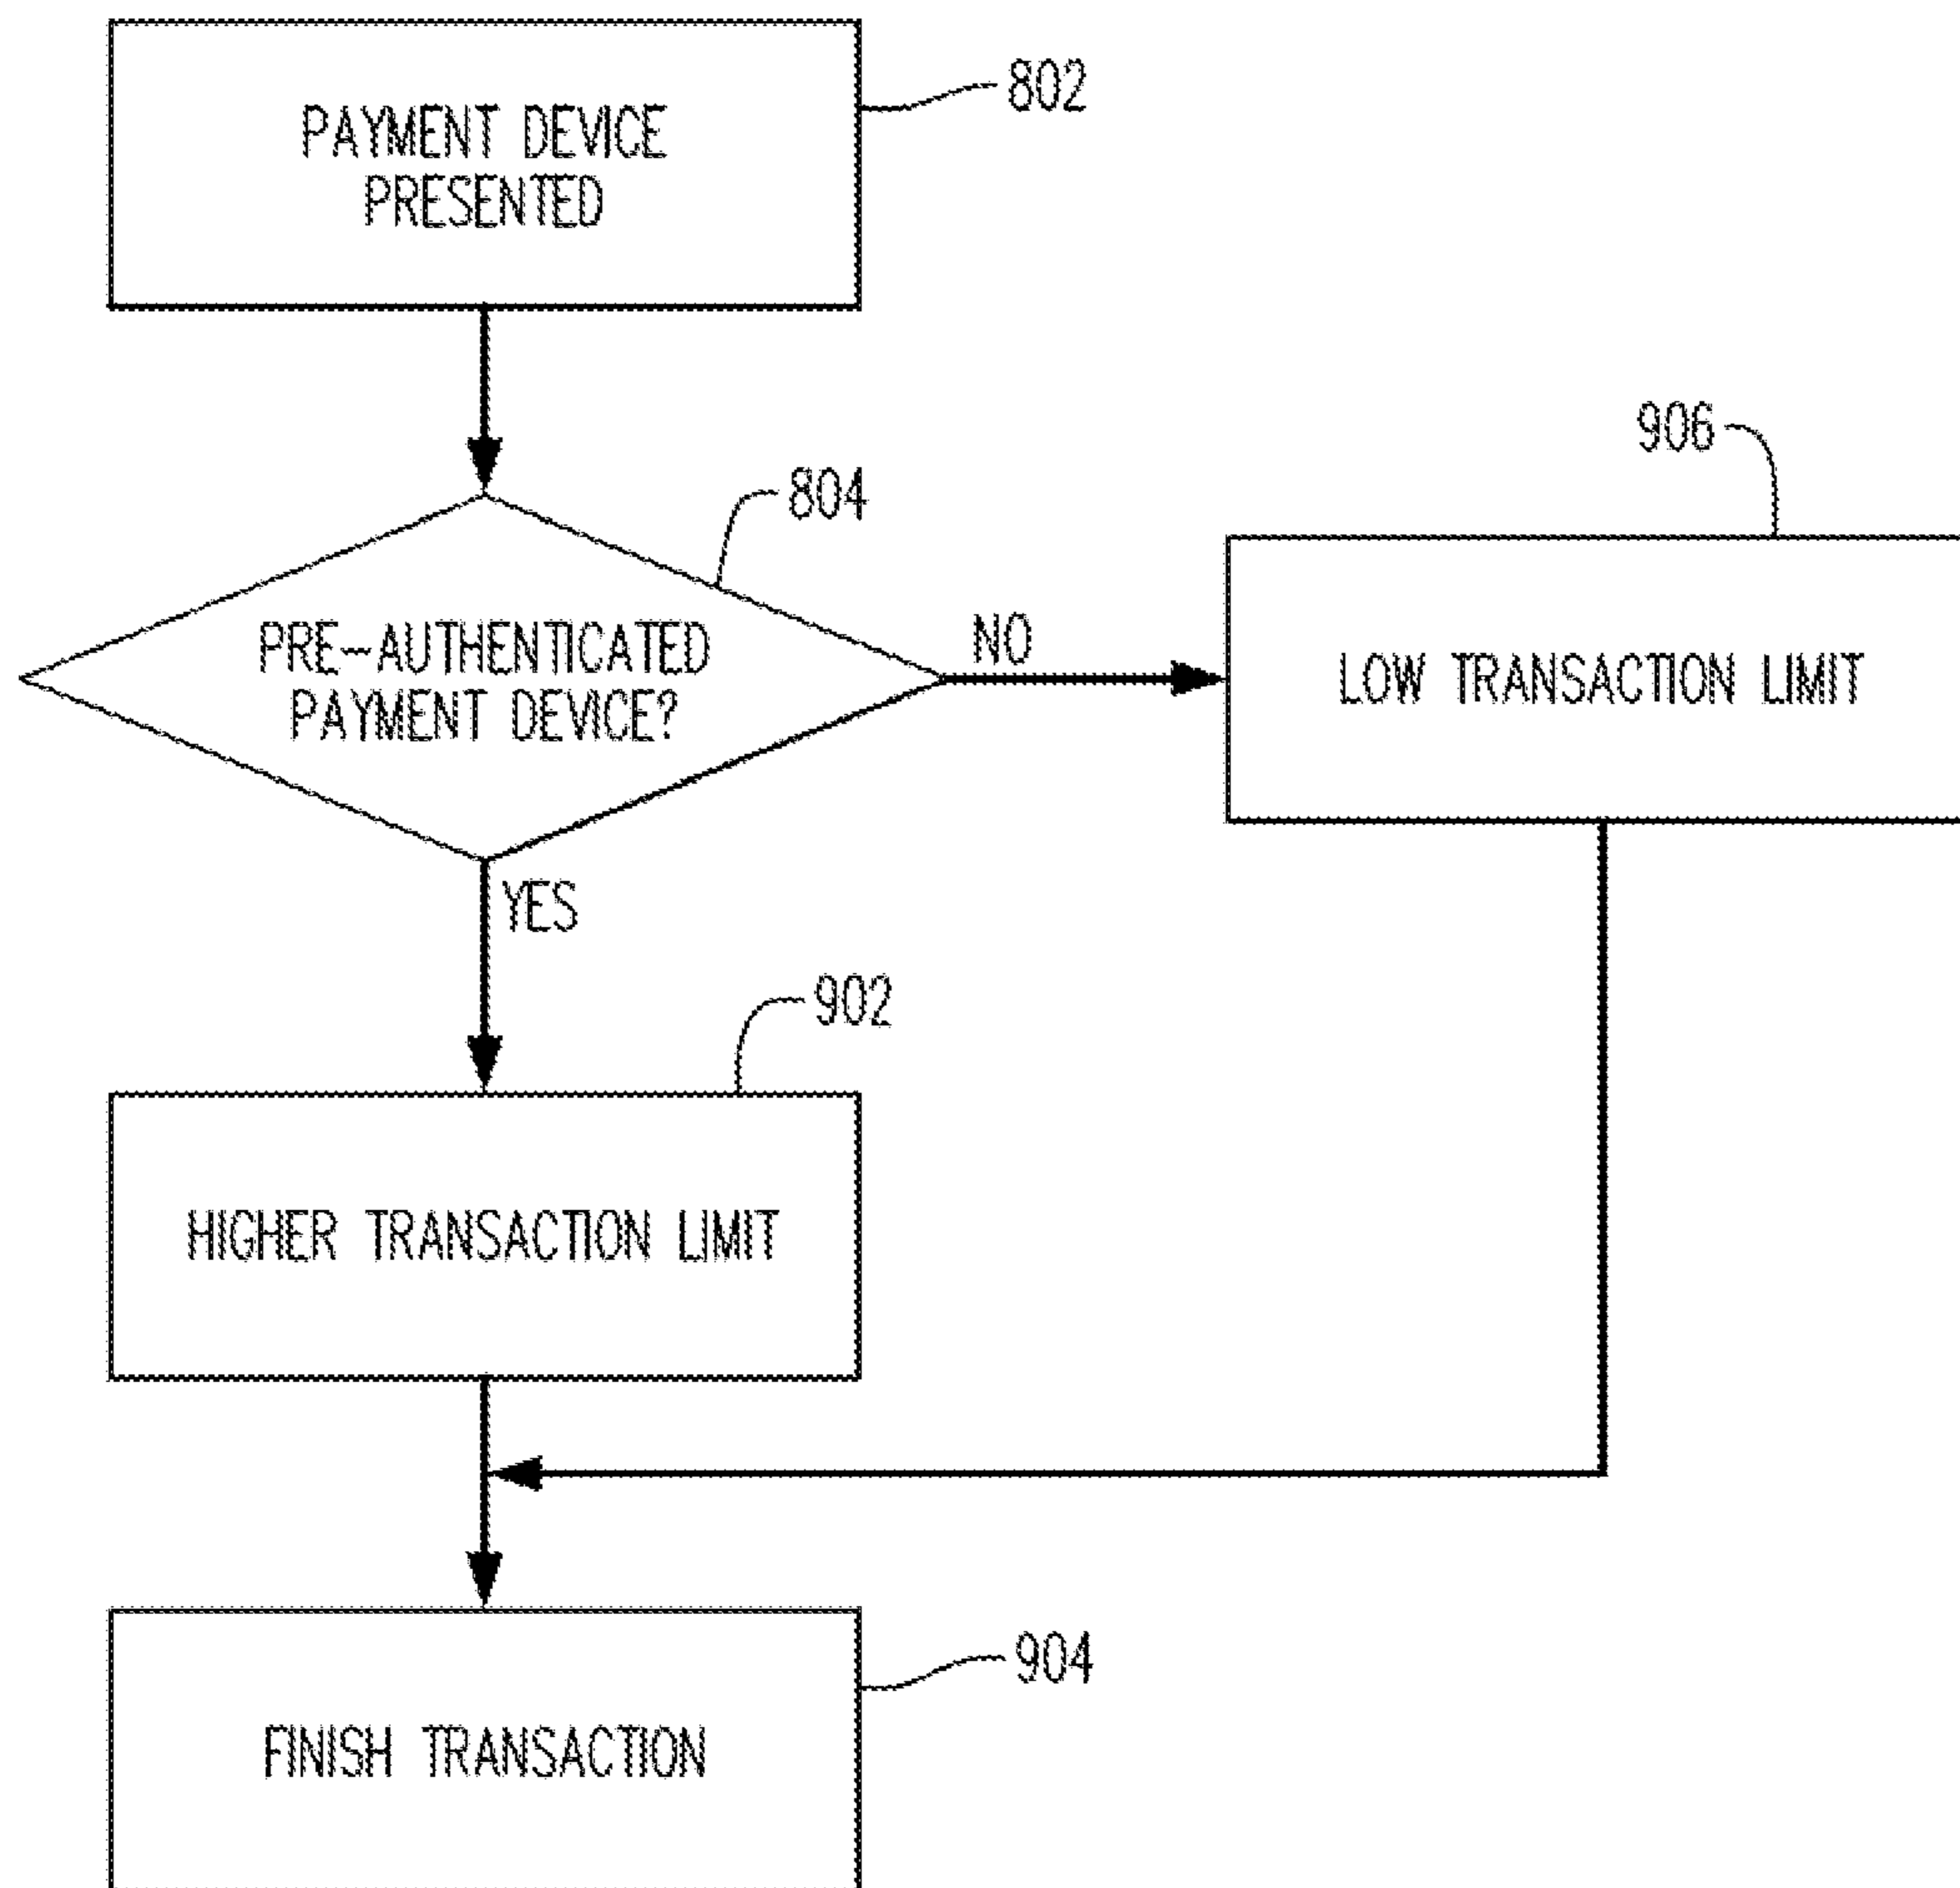 PAYMENT DEVICE
PRESENTED
802
804
PRE-AUTHENTICATED
PAYMENT DEVICE?
NO
906
LOW TRANSACTION LIMIT
YES
902
HIGHER TRANSACTION LIMIT
904
FINISH TRANSACTION